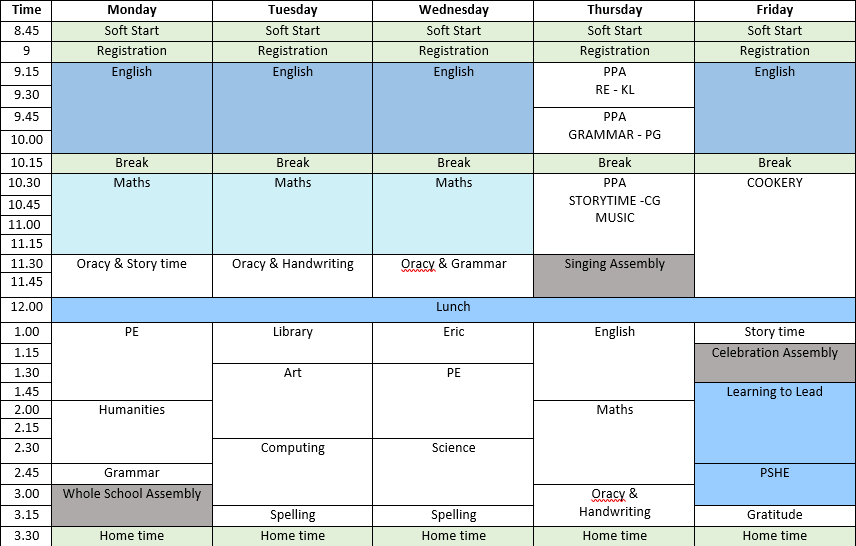 Time Monday Tuesday Wednesday Thursday Friday
8.45 Soft Start Soft Start Soft Start Soft Start Soft Start
9 Registration Registration Registration Registration Registration
9.15 English English English PPA English
9.30 RE - KL
9.45 PPA
10.00 GRAMMAR - PG
10.15 Break Break Break Break Break
10.30 Maths Maths Maths PPA COOKERY
10.45 STORYTIME -CG
11.00 MUSIC
11.15
11.30 Oracy & Story time Oracy & Handwriting Oracy & Grammar Singing Assembly
11.45
12.00 Lunch
1.00 PE Library Eric English Story time
1.15 Celebration Assembly
1.30 Art PE
1.45 Learning to Lead
2.00 Humanities Maths
2.15
2.30 Computing Science
2.45 Grammar PSHE
3.00 Whole School Assembly Oracy &
Handwriting
3.15 Spelling Spelling Gratitude
3.30 Home time Home time Home time Home time Home time